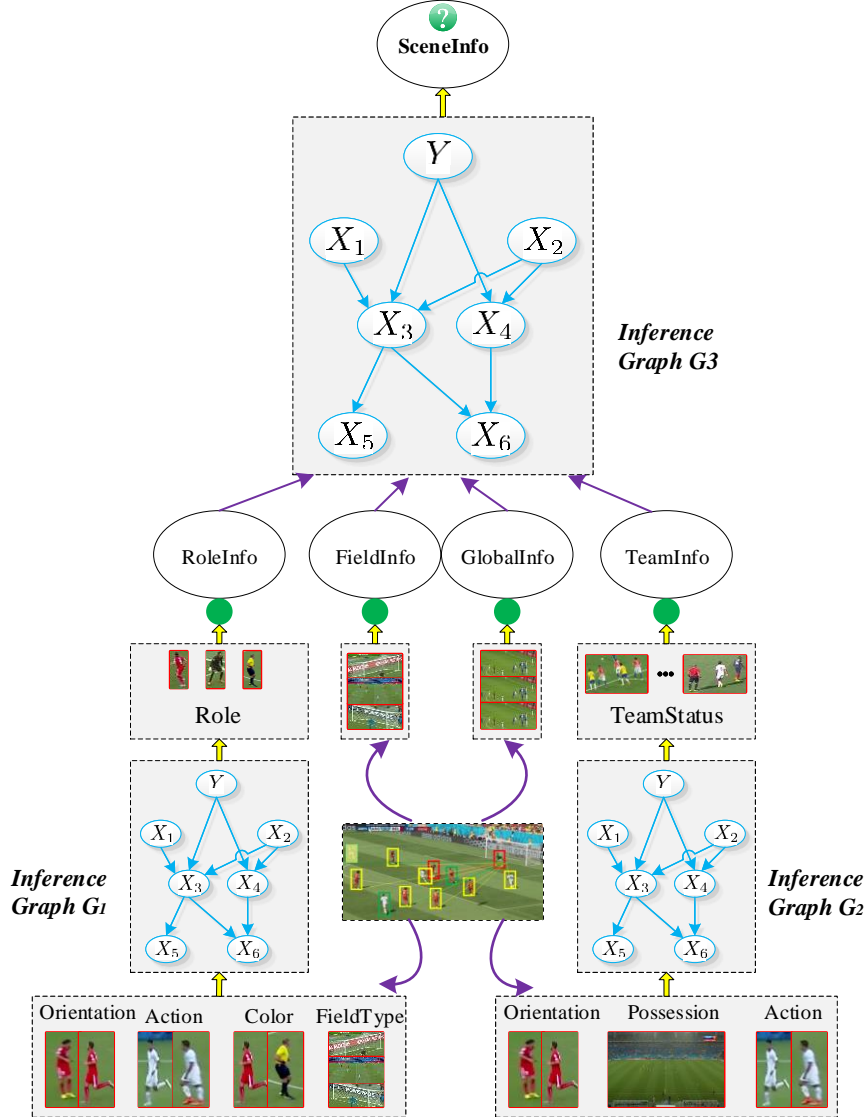 ?
SceneInfo
Y
X1 X2
X3 X4
Inference
Graph G3
X5 X6
RoleInfo FieldInfo GlobalInfo TeamInfo
Role
•••
TeamStatus
Y
X1 X2
X3 X4
X5 X6
Inference
Graph G1
Y
X1 X2
X3 X4
X5 X6
Inference
Graph G2
Orientation Action Color FieldType
Orientation Possession Action